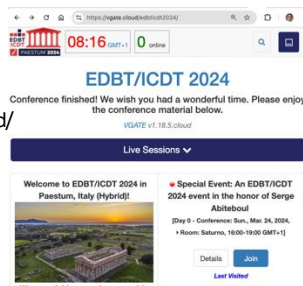 https://vgate.cloud/edbticdt2024/
EDBT
ICDT
PAESTUM 2024
08:16 GMT+1
0 online
EDBT/ICDT 2024
Conference finished! We wish you had a wonderful time. Please enjoy
the conference material below.
d/
VGATE v1.18.5.cloud
Live Sessions
Welcome to EDBT/ICDT 2024 in
Paestum, Italy (Hybrid)!
Special Event: An EDBT/ICDT
2024 event in the honor of Serge
Abiteboul
[Day 0 - Conference: Sun., Mar. 24, 2024,
Room: Saturno, 16:00-19:00 GMT+1]
Details
Join
Last Visited